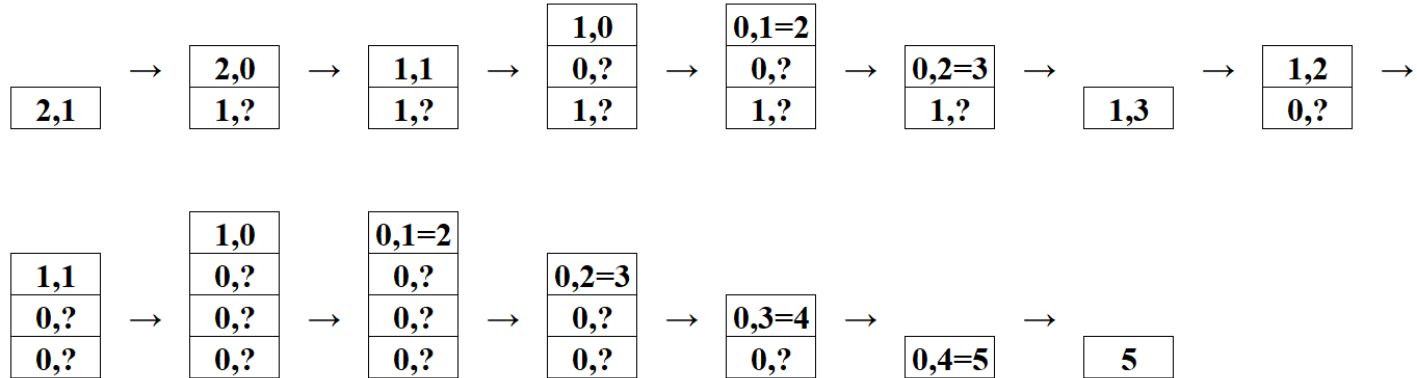 1,0 0,1=2
→ 2,0 → 1,1 → 0,? → 0,? → 0,2=3 → → 1,2 →
2,1 1,? 1,? 1,? 1,? 1,? 1,3 0,?
1,0 0,1=2
1,1 0,? 0,? 0,2=3
0,? → 0,? → 0,? → 0,? → 0,3=4 → →
0,? 0,? 0,? 0,? 0,? 0,4=5 5